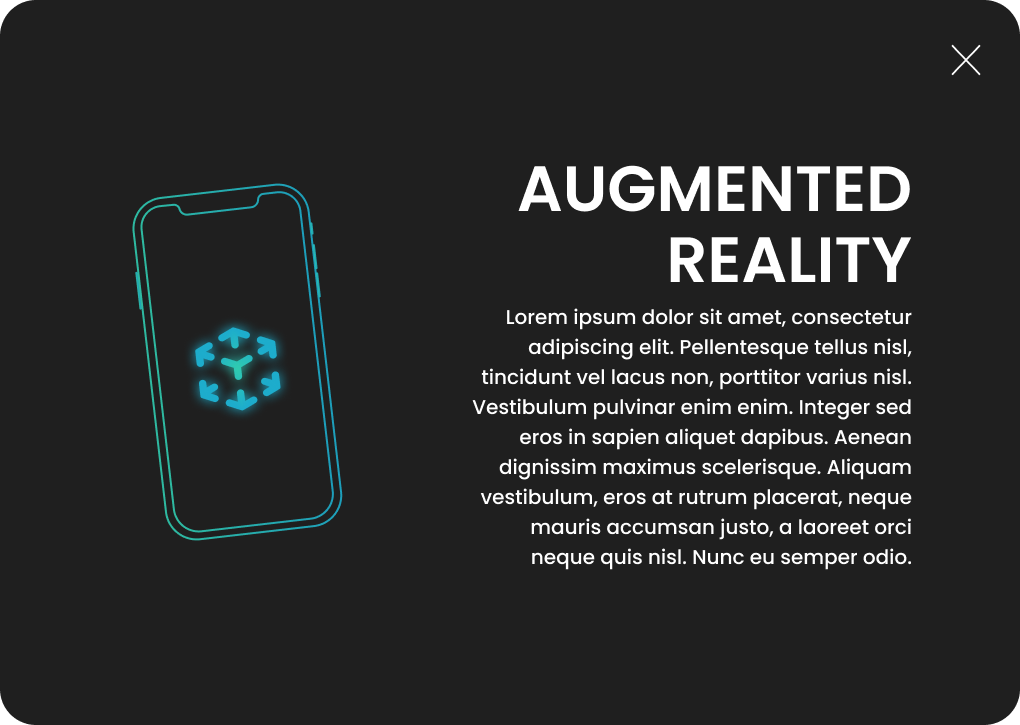 AUGMENTED
REALITY
Lorem ipsum dolor sit amet, consectetur
adipiscing elit. Pellentesque tellus nisl,
tincidunt vel lacus non, porttitor varius nisl.
Vestibulum pulvinar enim enim. Integer sed
eros in sapien aliquet dapibus. Aenean
dignissim maximus scelerisque. Aliquam
vestibulum, eros at rutrum placerat, neque
mauris accumsan justo, a laoreet orci
neque quis nisl. Nunc eu semper odio.